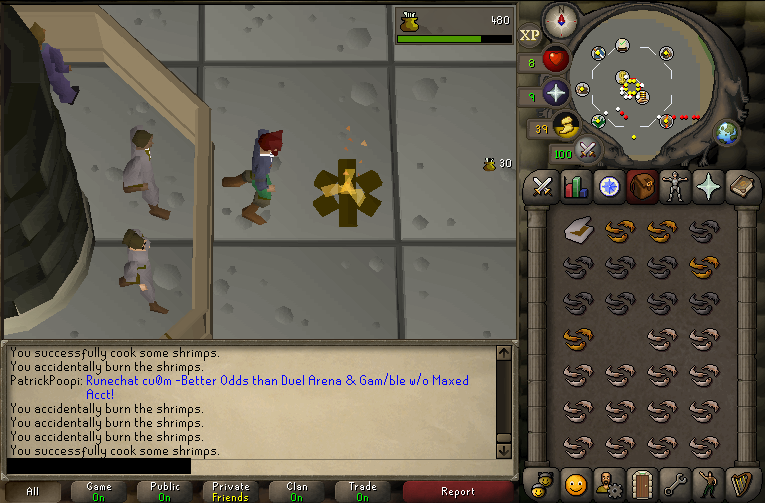 480
XP
N
8
9
39
100
30
You successfully cook some shrimps.
You accidentally burn the shrimps.
PatrickPoopi: Runechat cu0m -Better Odds than Duel Arena & Gam/ble w/o Maxed
Acct!
You accidentally burn the shrimps.
You accidentally burn the shrimps.
You accidentally burn the shrimps.
You successfully cook some shrimps.
All
Game
On
Public
On
Private
Friends
Clan
On
Trade
On
Report